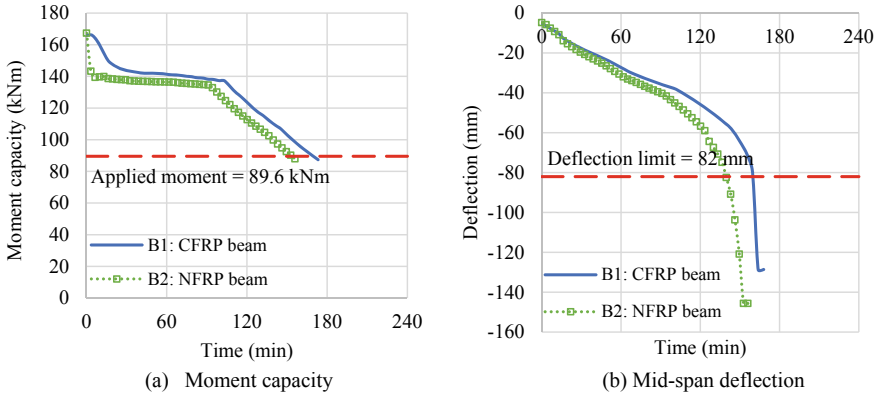 180
160
140
120
100
80
60
40
20
0
Moment capacity (kNm)
Applied moment = 89.6 kNm
B1: CFRP beam
B2: NFRP beam
0 60 120 180 240
Time (min)
(a) Moment capacity
0
-20
-40
-60
-80
-100
-120
-140
-160
Deflection (mm)
0 60 120 180 240
Deflection limit = 82 mm
B1: CFRP beam
B2: NFRP beam
Time (min)
(b) Mid-span deflection